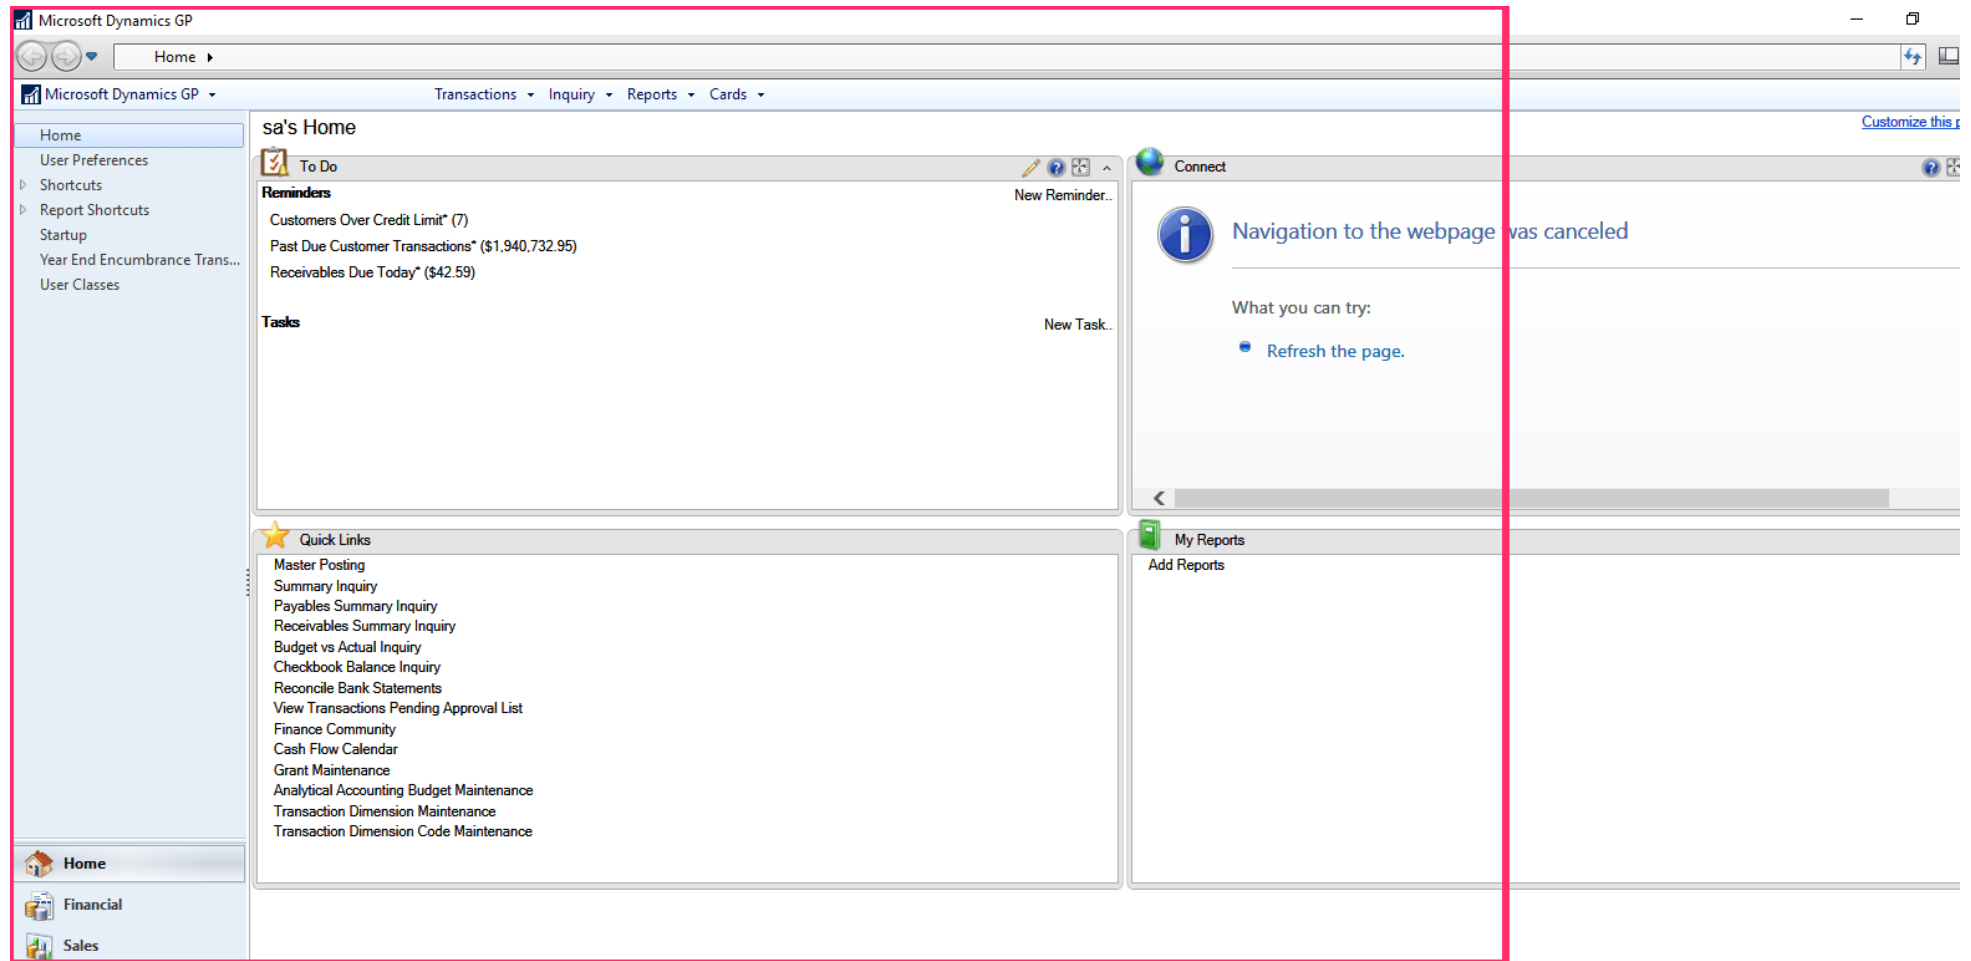 Microsoft Dynamics GP
Home
Microsoft Dynamics GP
Transactions Inquiry Reports Cards
Home
User Preferences
Shortcuts
Report Shortcuts
Startup
Year End Encumbrance Trans...
User Classes
sa's Home
Customize this p
To Do
Reminders
New Reminder..
Customers Over Credit Limit* (7)
Past Due Customer Transactions* ($1,940,732.95)
Receivables Due Today* ($42.59)
Tasks
New Task..
Connect
Navigation to the webpage was canceled
What you can try:
Refresh the page.
Quick Links
Master Posting
Summary Inquiry
Payables Summary Inquiry
Receivables Summary Inquiry
Budget vs Actual Inquiry
Checkbook Balance Inquiry
Reconcile Bank Statements
View Transactions Pending Approval List
Finance Community
Cash Flow Calendar
Grant Maintenance
Analytical Accounting Budget Maintenance
Transaction Dimension Maintenance
Transaction Dimension Code Maintenance
My Reports
Add Reports
Home
Financial
Sales